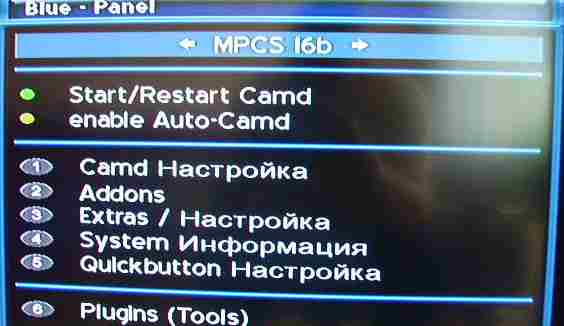 Blue - Panel
← MPCS 16b →
Start/Restart Camd
enable Auto-Camd
1 Camd Настройка
2 Addons
3 Extras / Настройка
4 System Информация
5 Quickbutton Настройка
6 Plugins (Tools)